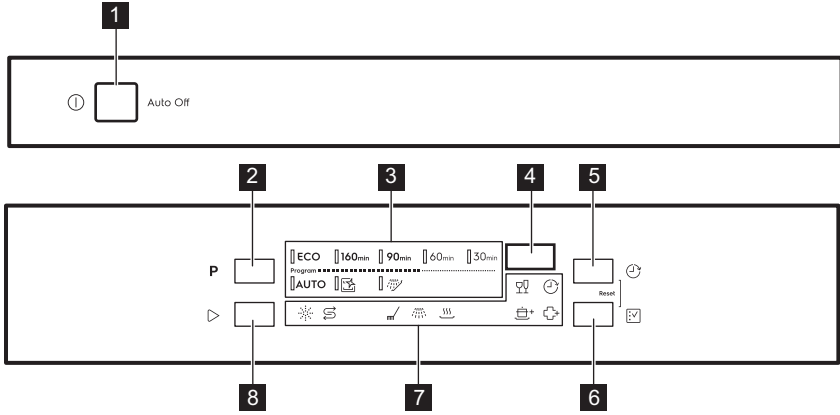 1
Auto Off
2 3 4 5
ECO 160min 90min 60min 30min
P
Program
AUTO
Reset
8 7 6